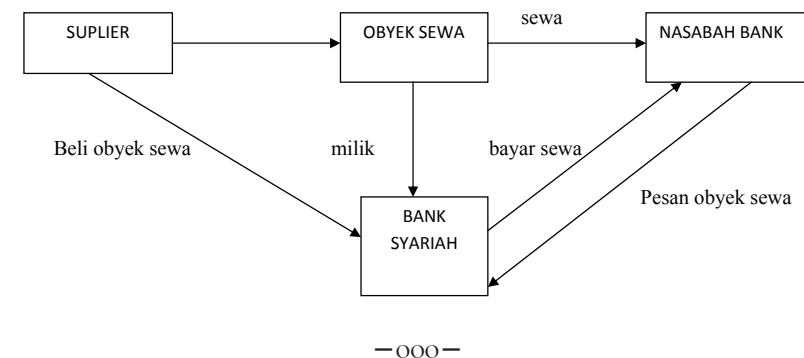 sewa
SUPLIER
OBYEK SEWA
NASABAH BANK
Beli obyek sewa
milik
bayar sewa
Pesan obyek sewa
BANK
SYARIAH
— OOO —